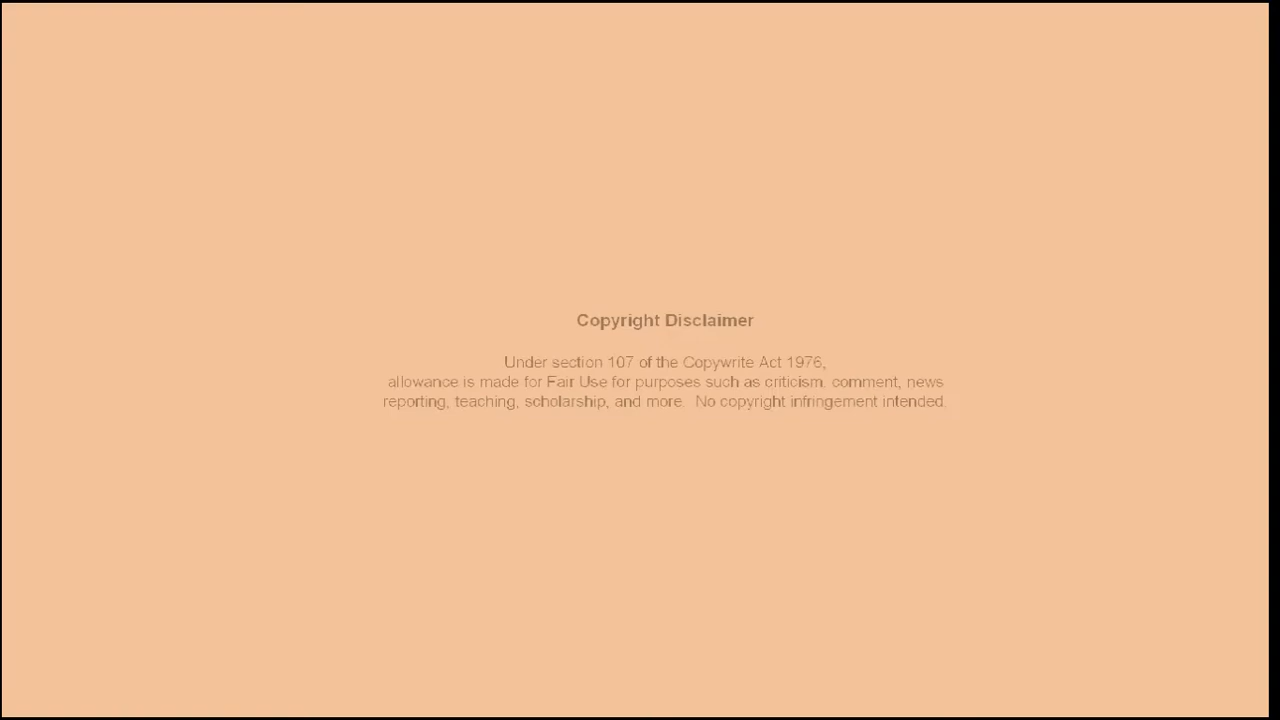 Copyright Disclaimer
Under section 107 of the Copywrite Act 1976,
allowance is made for Fair Use for purposes such as criticism. comment, news
reporting, teaching, scholarship, and more. No copyright infringement intended.